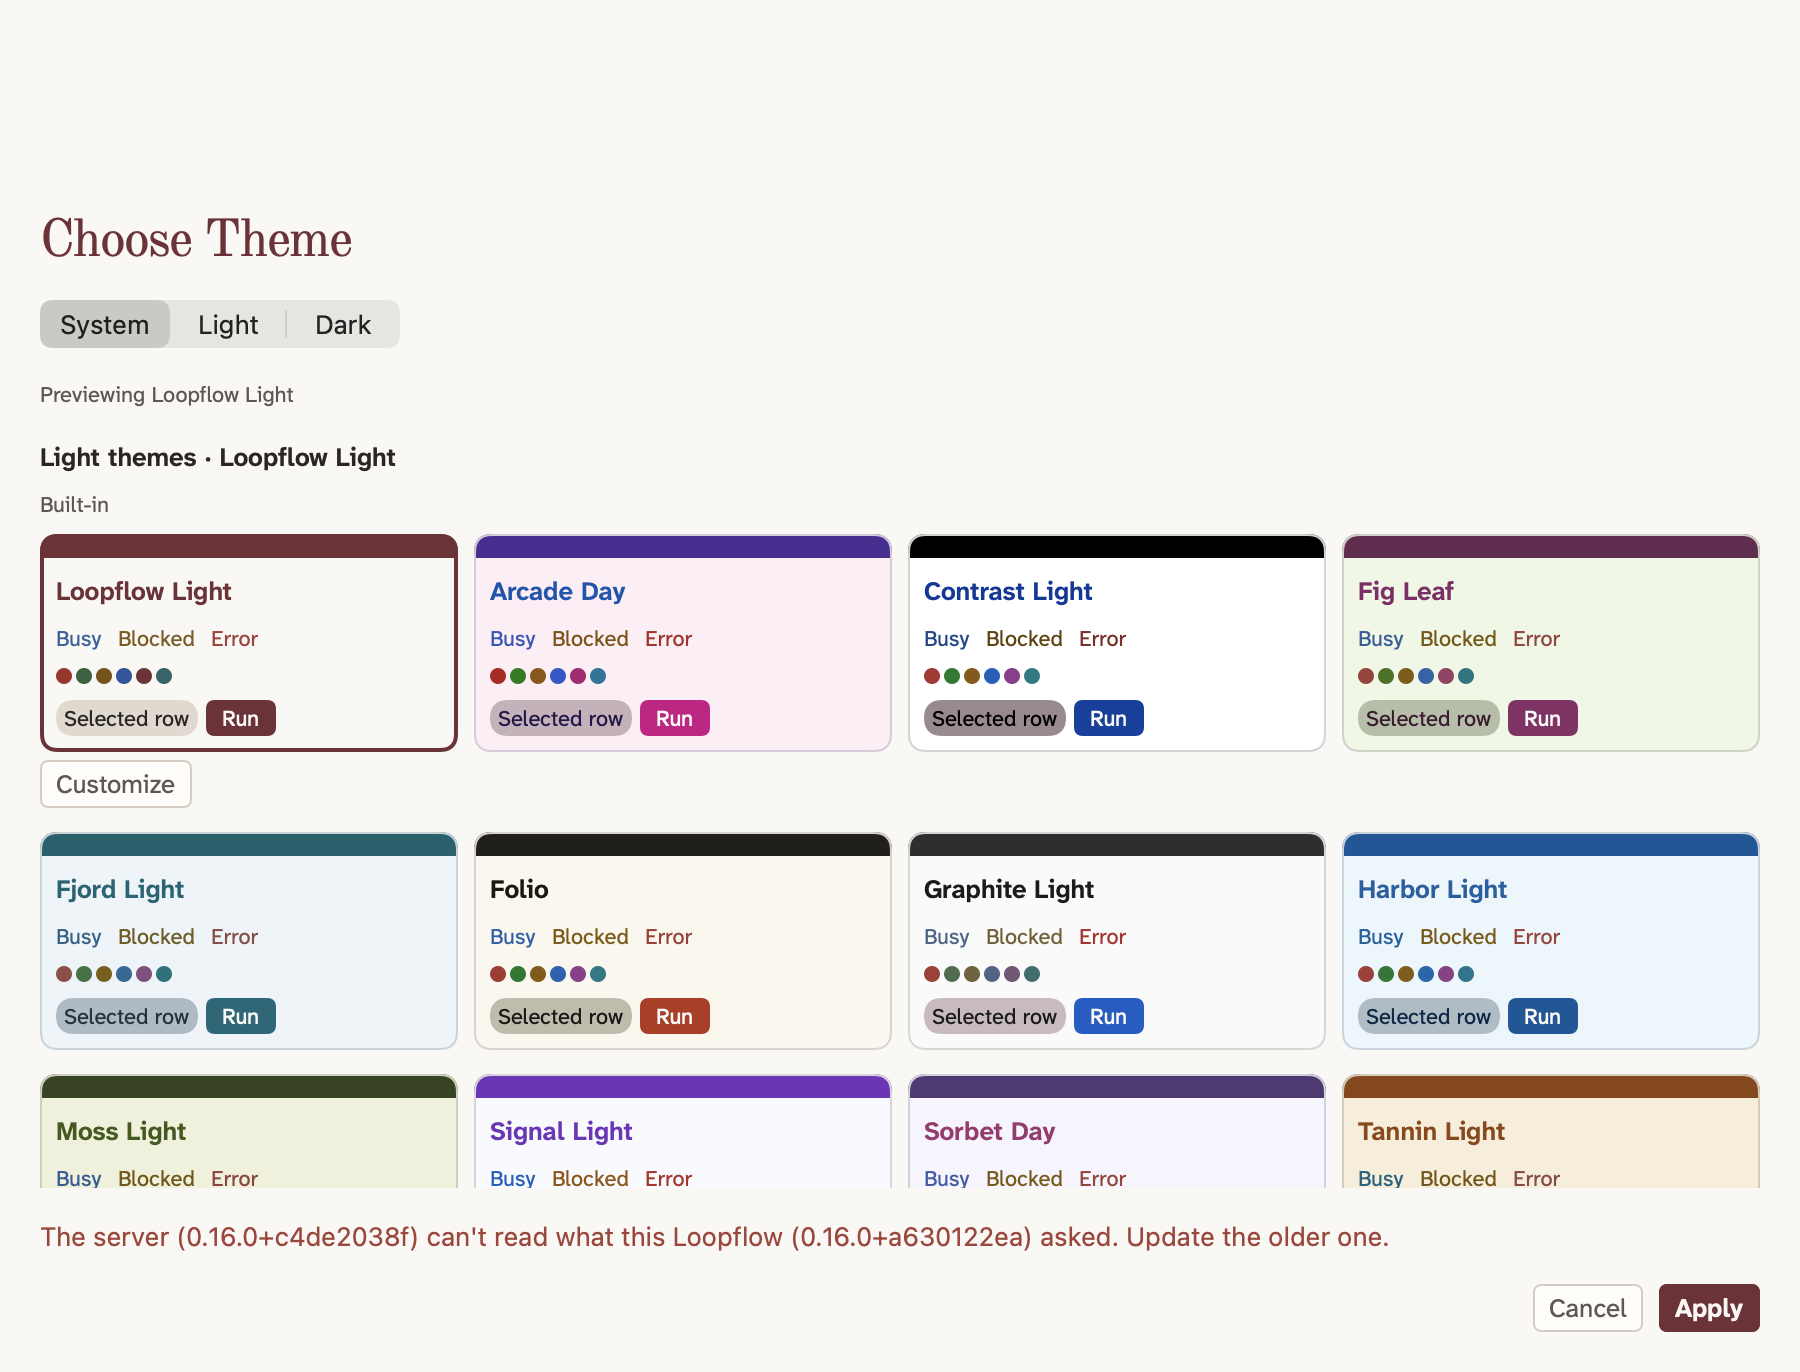 Choose Theme
System Light Dark
Previewing Loopflow Light
Light themes · Loopflow Light
Built-in
Loopflow Light
Busy Blocked Error
Selected row Run
Arcade Day
Busy Blocked Error
Selected row Run
Contrast Light
Busy Blocked Error
Selected row Run
Fig Leaf
Busy Blocked Error
Selected row Run
Customize
Fjord Light
Busy Blocked Error
Selected row Run
Folio
Busy Blocked Error
Selected row Run
Graphite Light
Busy Blocked Error
Selected row Run
Harbor Light
Busy Blocked Error
Selected row Run
Moss Light
Busy Blocked Error
Signal Light
Busy Blocked Error
Sorbet Day
Busy Blocked Error
Tannin Light
Busy Blocked Error
The server (0.16.0+c4de2038f) can't read what this Loopflow (0.16.0+a630122ea) asked. Update the older one.
Cancel Apply